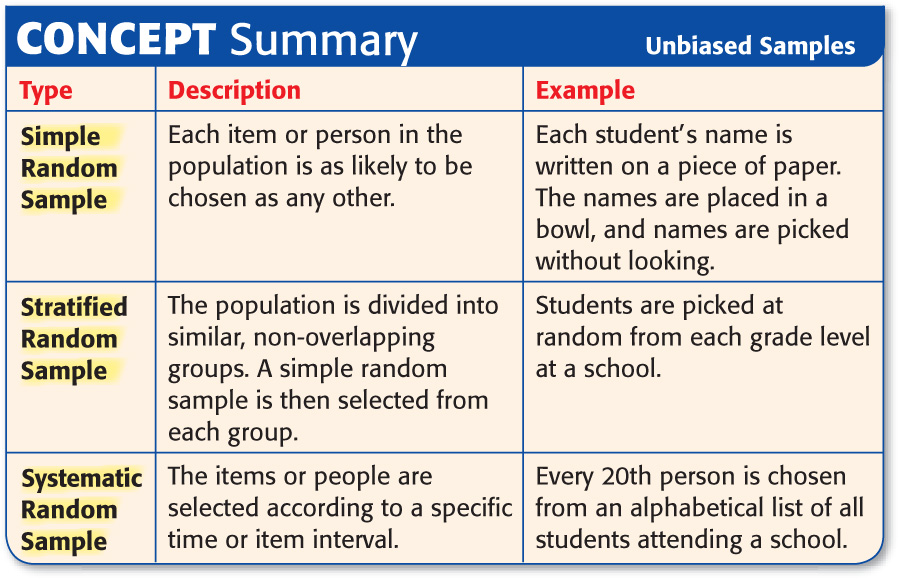 CONCEPT Summary
Unbiased Samples
Type
Description
Example
Simple
Random
Sample
Each item or person in the
population is as likely to be
chosen as any other.
Each student's name is
written on a piece of paper.
The names are placed in a
bowl, and names are picked
without looking.
Stratified
Random
Sample
The population is divided into
similar, non-overlapping
groups. A simple random
sample is then selected from
each group.
Students are picked at
random from each grade level
at a school.
Systematic
Random
Sample
The items or people are
selected according to a specific
time or item interval.
Every 20th person is chosen
from an alphabetical list of all
students attending a school.